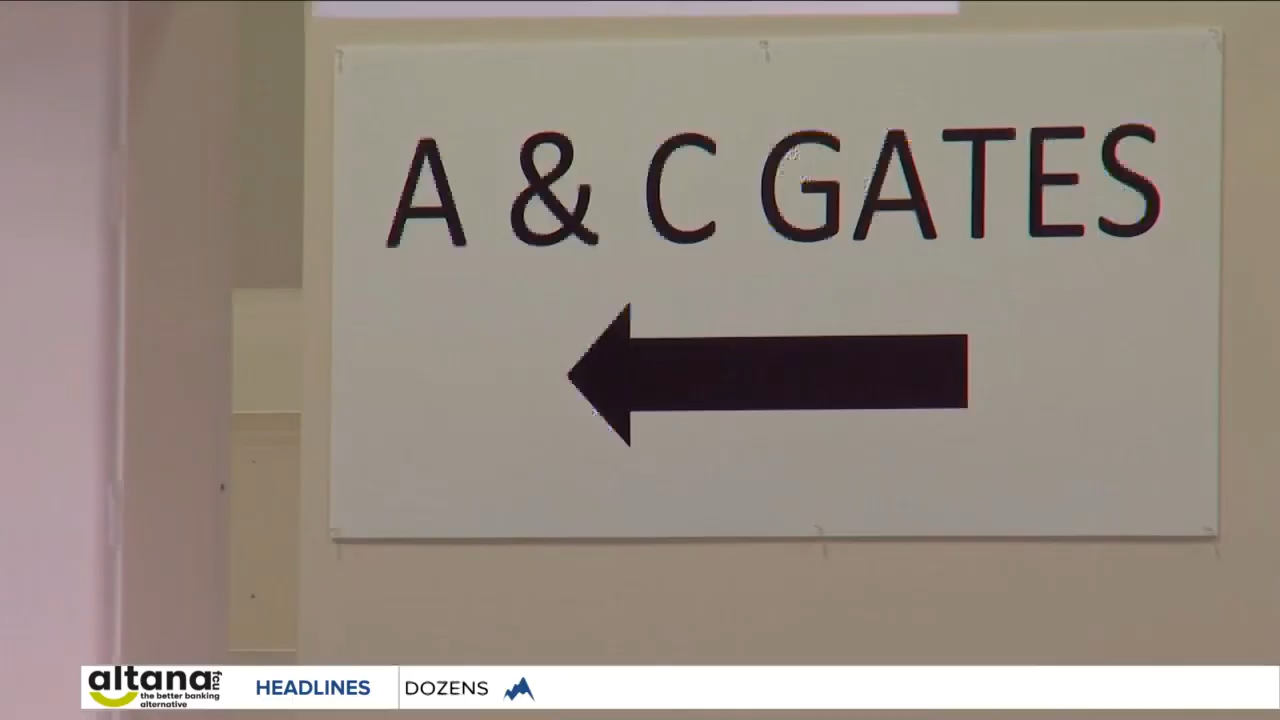 A & C GATES
altana fcu
the better banking
alternative
HEADLINES
DOZENS